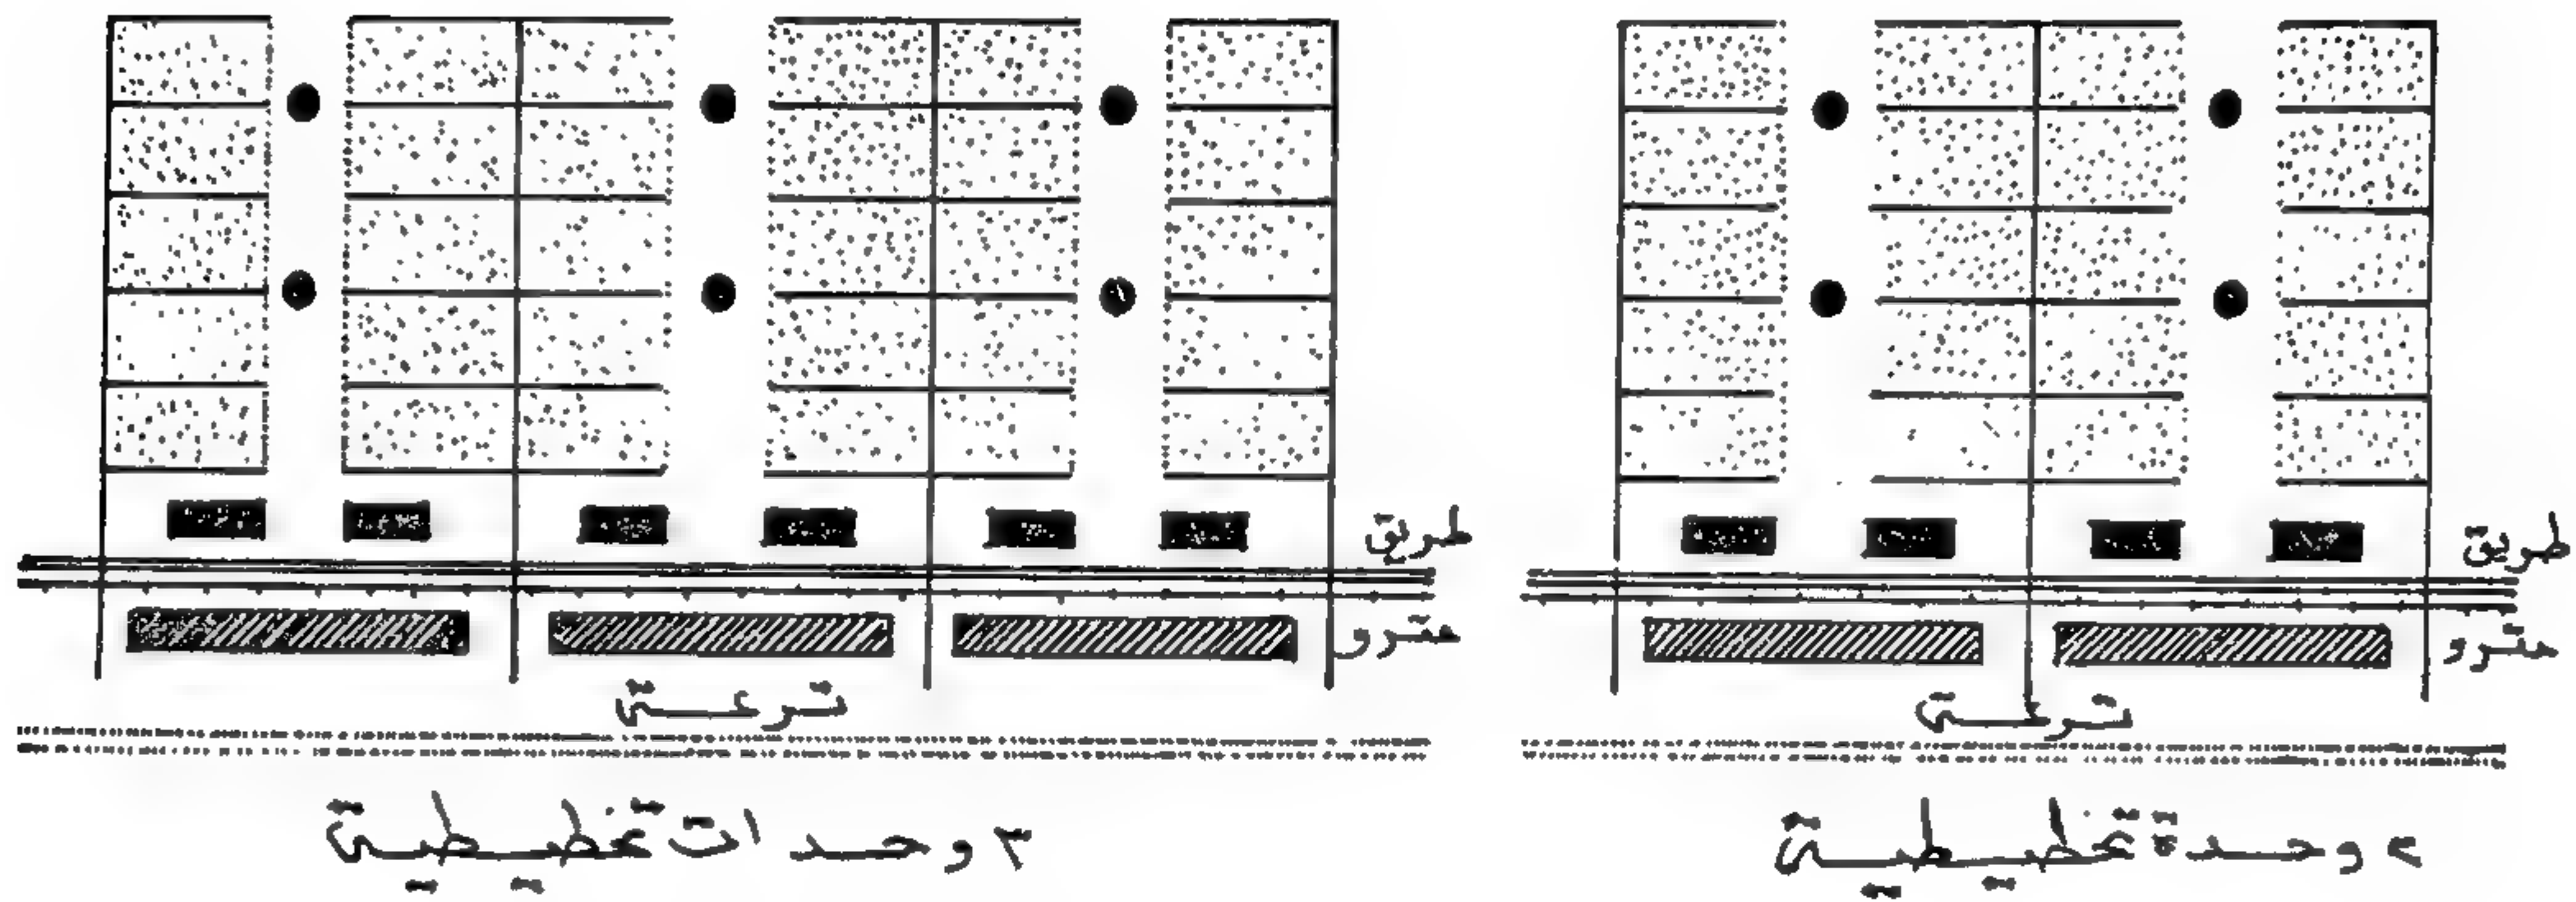 طريق
مترو
ترعة
٢ وحدة تخطيطية
طريق
مترو
ترعة
٣ وحدات تخطيطية